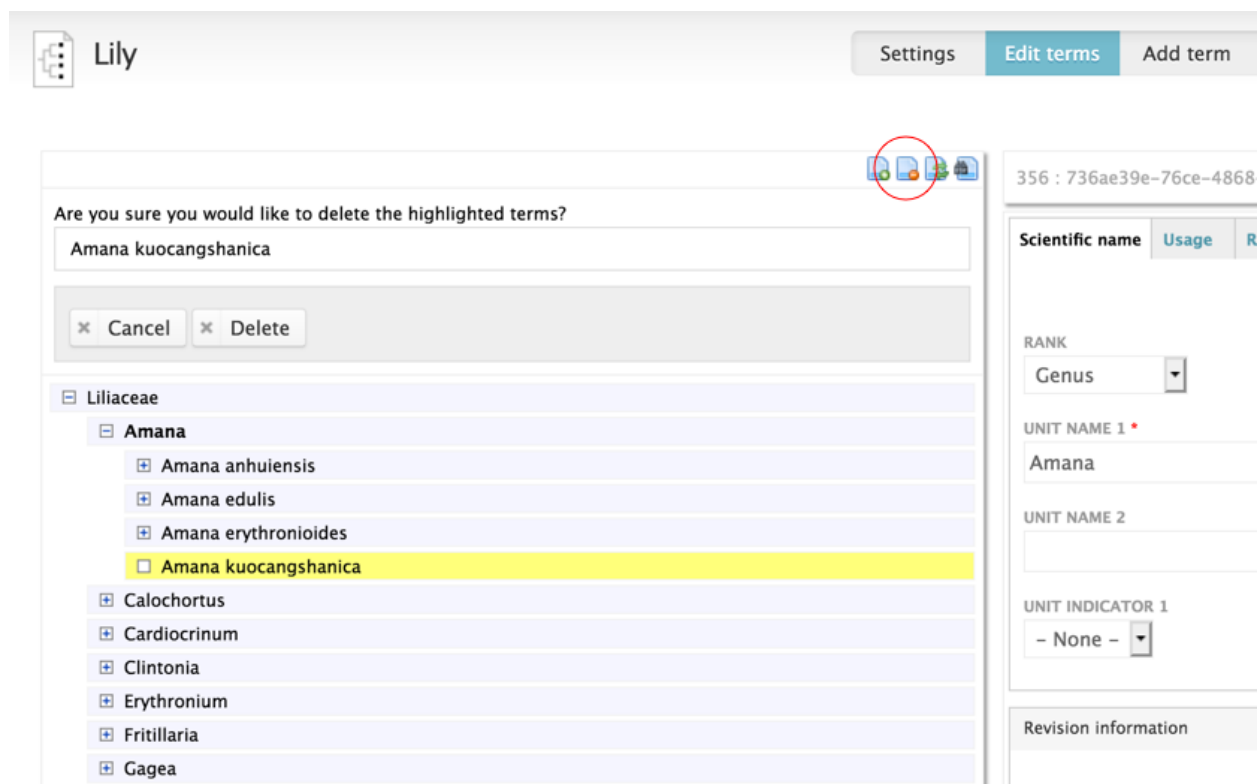 Lily
Settings
Edit terms
Add term
356 : 736ae39e-76ce-4868-
Are you sure you would like to delete the highlighted terms?
Amana kuocangshanica
Cancel
Delete
Liliaceae
Amana
Amana anhuiensis
Amana edulis
Amana erythronioides
Amana kuocangshanica
Calochortus
Cardiocrinum
Clintonia
Erythronium
Fritillaria
Gagea
Scientific name
Usage
R
RANK
Genus
UNIT NAME 1 *
Amana
UNIT NAME 2
UNIT INDICATOR 1
– None –
Revision information